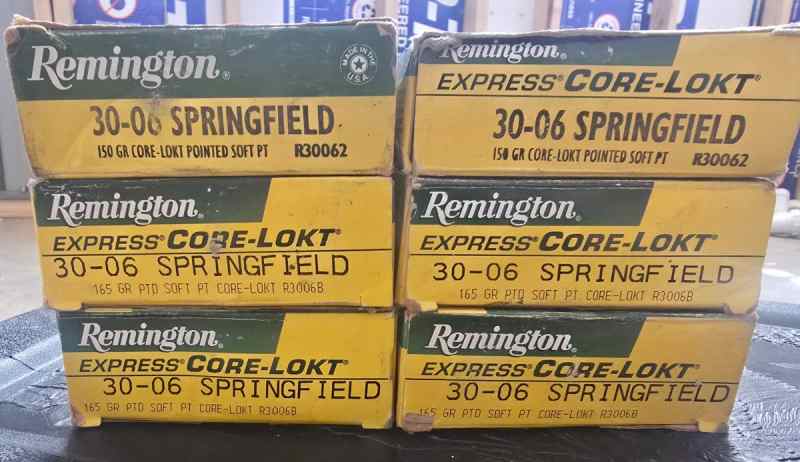 Remington®
MADE IN THE USA
30-06 SPRINGFIELD
150 GR CORE-LOKT POINTED SOFT PT R30062
Remington®
EXPRESS® CORE-LOKT®
30-06 SPRINGFIELD
150 GR CORE-LOKT POINTED SOFT PT R30062
Remington®
EXPRESS® CORE-LOKT®
30-06 SPRINGFIELD
165 GR PTD SOFT PT CORE-LOKT R3006B
Remington®
EXPRESS® CORE-LOKT®
30-06 SPRINGFIELD
165 GR PTD SOFT PT CORE-LOKT R3006B
Remington®
EXPRESS® CORE-LOKT®
30-06 SPRINGFIELD
165 GR PTD SOFT PT CORE-LOKT R3006B
Remington®
EXPRESS® CORE-LOKT®
30-06 SPRINGFIELD
165 GR PTD SOFT PT CORE-LOKT R3006B